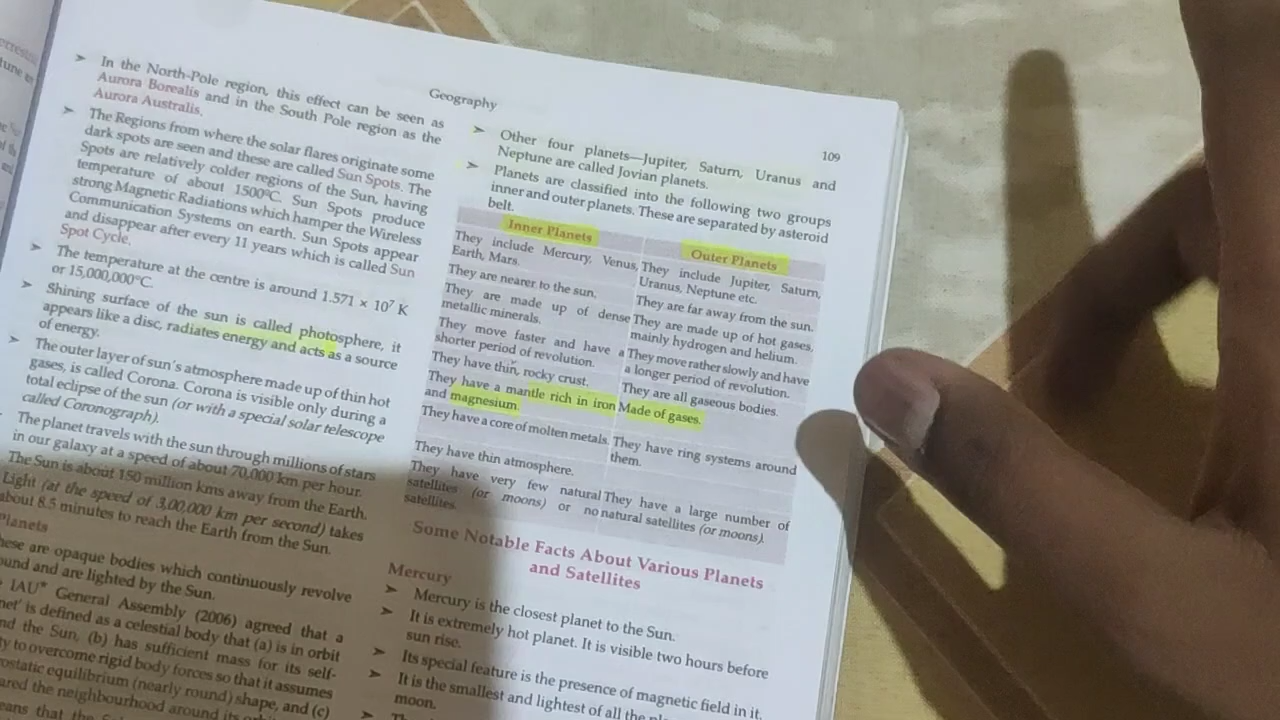 Geography
109
➢ In the North-Pole region, this effect can be seen as
Aurora Borealis and in the South Pole region as the
Aurora Australis.
➢ The Regions from where the solar flares originate some
dark spots are seen and these are called Sun Spots. The
Spots are relatively colder regions of the Sun, having
temperature of about 1500°C. Sun Spots produce
strong Magnetic Radiations which hamper the Wireless
Communication Systems on earth. Sun Spots appear
and disappear after every 11 years which is called Sun
Spot Cycle.
➢ The temperature at the centre is around 1.571 × 10⁷ K
or 15,000,000°C.
➢ Shining surface of the sun is called photosphere, it
appears like a disc, radiates energy and acts as a source
of energy.
➢ The outer layer of sun's atmosphere made up of thin hot
gases, is called Corona. Corona is visible only during a
total eclipse of the sun (or with a special solar telescope
called Coronograph).
The planet travels with the sun through millions of stars
in our galaxy at a speed of about 70,000 km per hour.
The Sun is about 150 million kms away from the Earth.
Light (at the speed of 3,00,000 km per second) takes
about 8.5 minutes to reach the Earth from the Sun.
Planets
hese are opaque bodies which continuously revolve
ound and are lighted by the Sun.
IAU* General Assembly (2006) agreed that a
net' is defined as a celestial body that (a) is in orbit
nd the Sun, (b) has sufficient mass for its self-
ty to overcome rigid body forces so that it assumes
rostatic equilibrium (nearly round) shape, and (c)
ared the neighbourhood around its
eans that the
➢ Other four planets—Jupiter, Saturn, Uranus and
Neptune are called Jovian planets.
➢ Planets are classified into the following two groups
inner and outer planets. These are separated by asteroid
belt.
Inner Planets
They include Mercury, Venus,
Earth, Mars.
They are nearer to the sun.
They are made up of dense
metallic minerals.
They move faster and have a
shorter period of revolution.
They have thin, rocky crust.
They have a mantle rich in iron
and magnesium.
They have a core of molten metals.
They have thin atmosphere.
They have very few natural
satellites (or moons) or no
satellites.
Outer Planets
They include Jupiter, Saturn,
Uranus, Neptune etc.
They are far away from the sun.
They are made up of hot gases,
mainly hydrogen and helium.
They move rather slowly and have
a longer period of revolution.
They are all gaseous bodies.
Made of gases.
They have ring systems around
them.
They have a large number of
natural satellites (or moons).
Some Notable Facts About Various Planets
and Satellites
Mercury
➢ Mercury is the closest planet to the Sun.
➢ It is extremely hot planet. It is visible two hours before
sun rise.
➢ Its special feature is the presence of magnetic field in it.
➢ It is the smallest and lightest of all the
moon.
➢